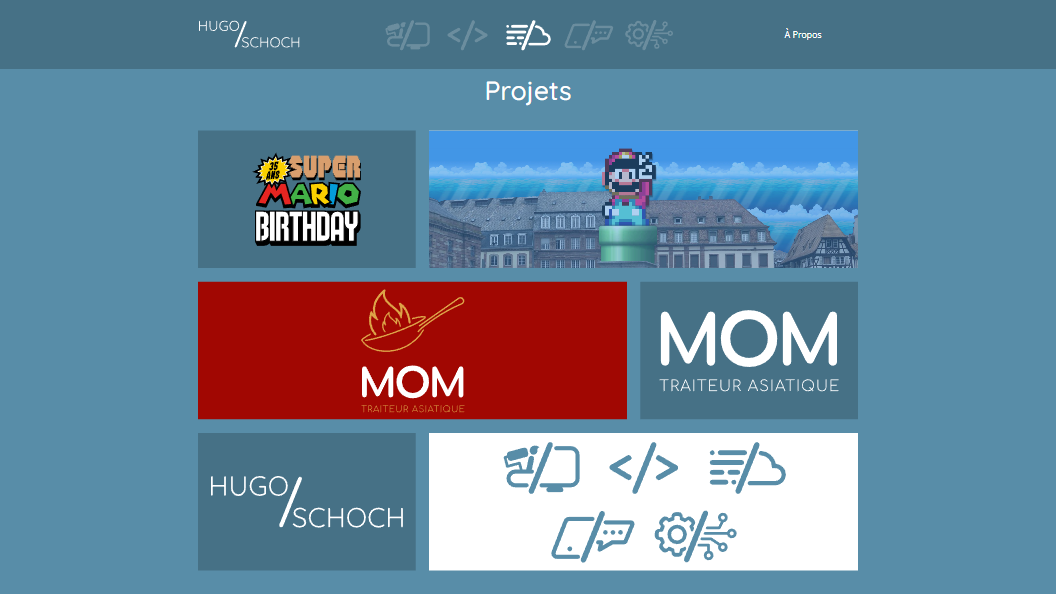 HUGO
SCHOCH
À Propos
Projets
35
ANS
SUPER
MARIO
BIRTHDAY
MOM
TRAITEUR ASIATIQUE
MOM
TRAITEUR ASIATIQUE
HUGO
SCHOCH